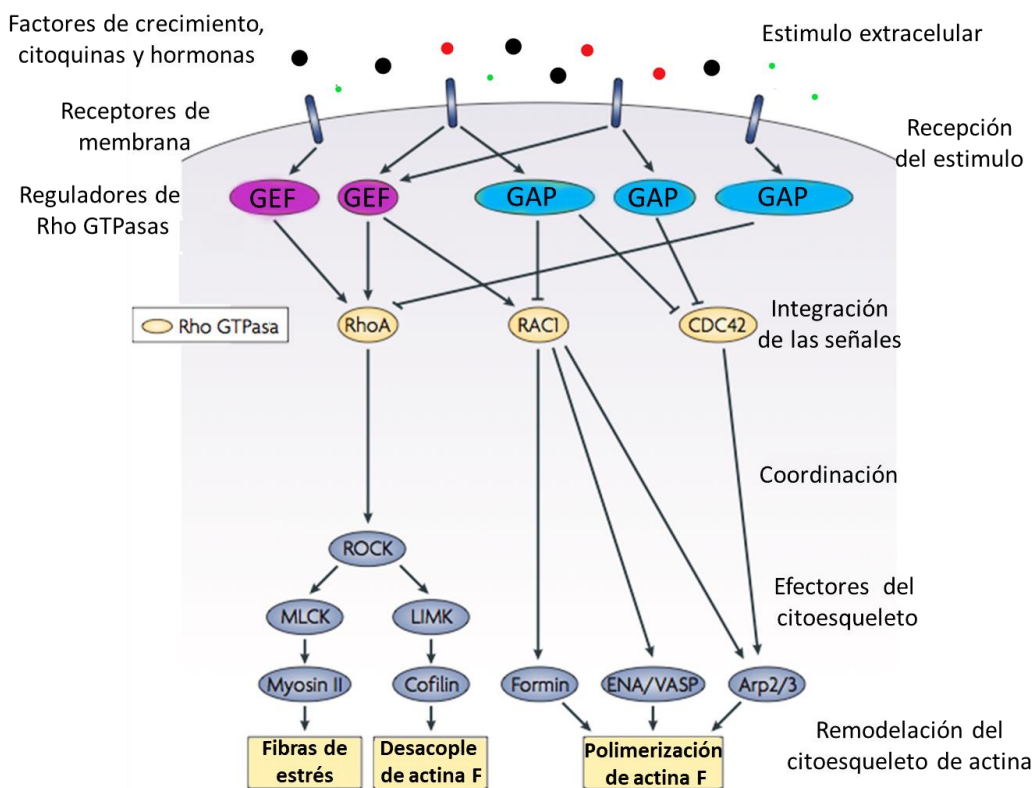 Factores de crecimiento,
citoquinas y hormonas
Estimulo extracelular
Receptores de
membrana
Recepción
del estimulo
Reguladores de
Rho GTPasas
GEF
GEF
GAP
GAP
GAP
Rho GTPasa
RhoA
RAC1
CDC42
Integración
de las señales
Coordinación
ROCK
Efectores del
citoesqueleto
MLCK
LIMK
Myosin II
Cofilin
Formin
ENA/VASP
Arp2/3
Fibras de
estrés
Desacople
de actina F
Polimerización
de actina F
Remodelación del
citoesqueleto de actina